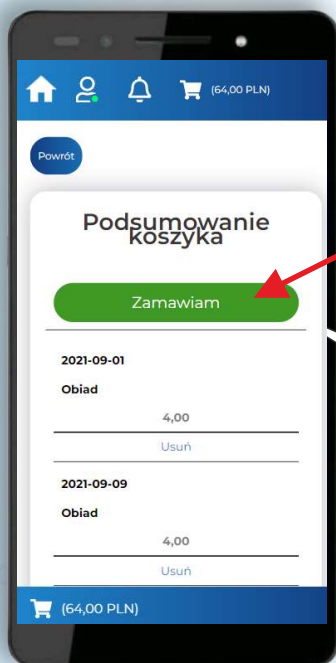 (64,00 PLN)
Powrót
Podsumowanie
koszyka
Zamawiam
2021-09-01
Obiad
4,00
Usuń
2021-09-09
Obiad
4,00
Usuń
(64,00 PLN)